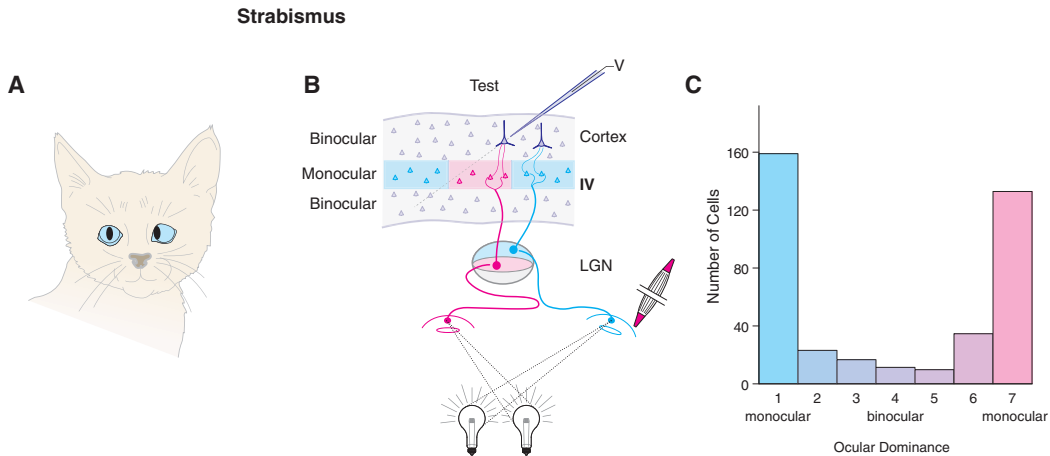 Strabismus
A
B
Test
V
Binocular
Cortex
Monocular
IV
Binocular
LGN
C
Number of Cells
160
120
80
40
0
1 2 3 4 5 6 7
monocular binocular monocular
Ocular Dominance